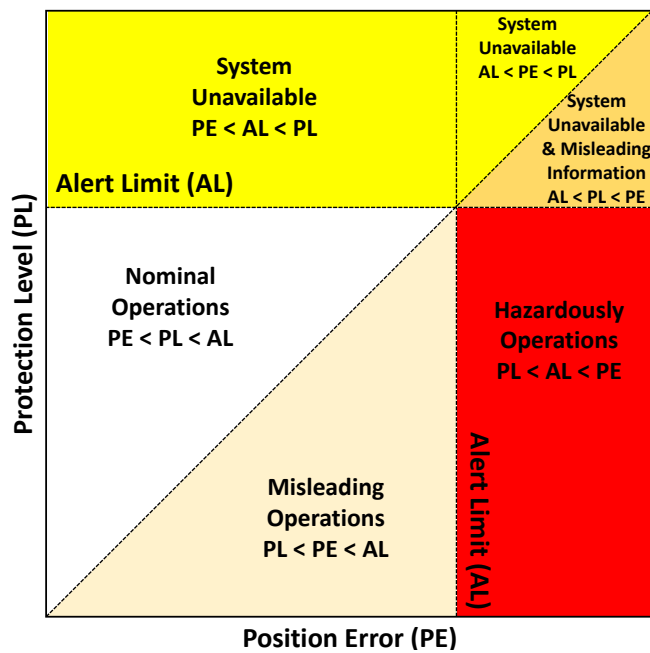 System
Unavailable
PE < AL < PL
System
Unavailable
AL < PE < PL
System
Unavailable
& Misleading
Information
AL < PL < PE
Alert Limit (AL)
Nominal
Operations
PE < PL < AL
Hazardously
Operations
PL < AL < PE
Misleading
Operations
PL < PE < AL
Alert Limit (AL)
Protection Level (PL)
Position Error (PE)